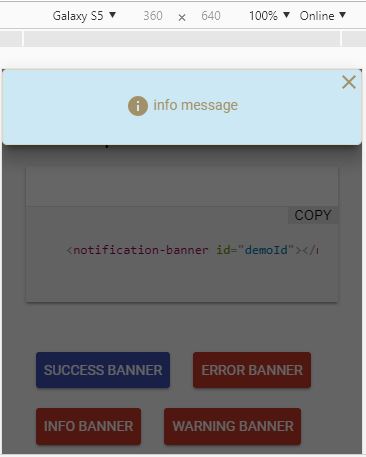 Galaxy S5 ▼ 360 × 640 100% ▼ Online ▼
info message
COPY
<notification-banner id="demoId"></
SUCCESS BANNER ERROR BANNER
INFO BANNER WARNING BANNER